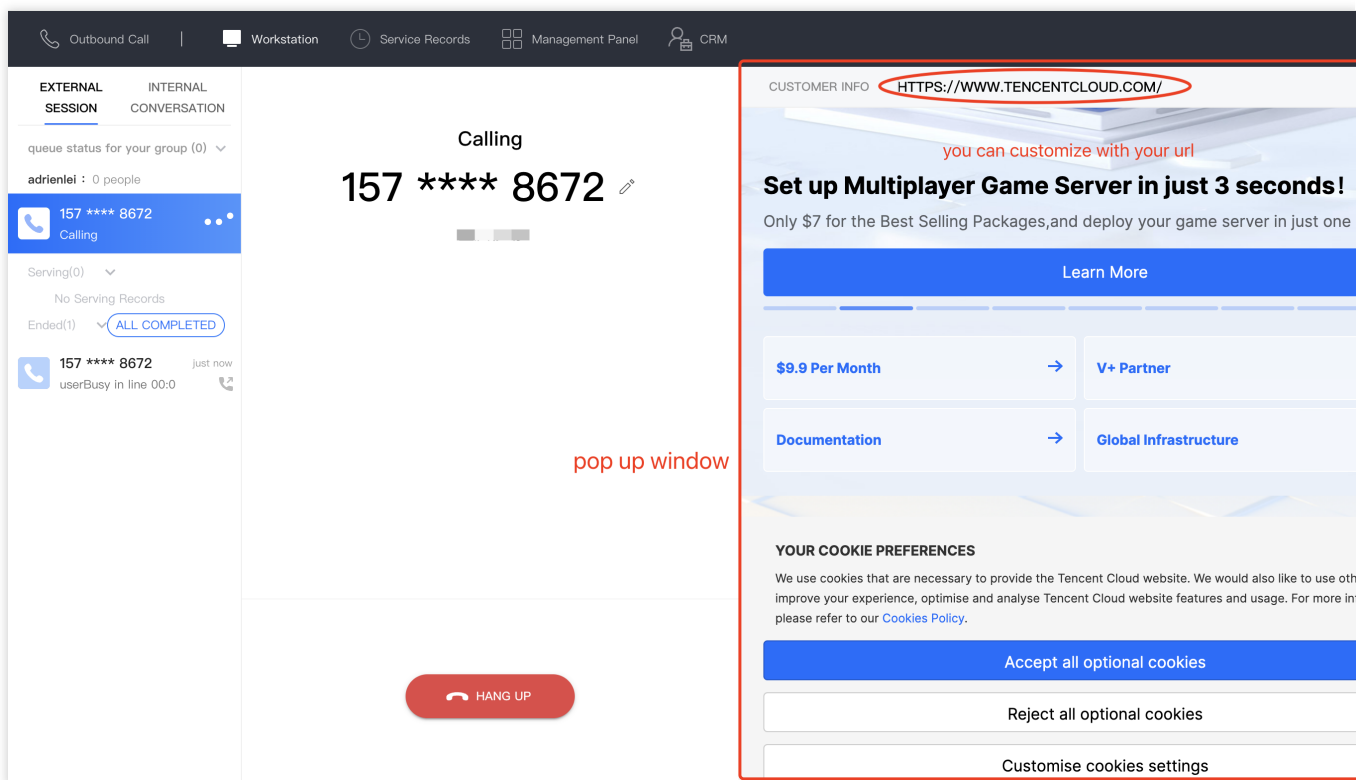 Outbound Call | Workstation Service Records Management Panel CRM
EXTERNAL SESSION
INTERNAL CONVERSATION
queue status for your group (0)
adrienlei : 0 people
157 **** 8672
Calling
Serving(0)
No Serving Records
Ended(1) ALL COMPLETED
157 **** 8672 just now
userBusy in line 00:0
Calling
157 **** 8672
pop up window
HANG UP
CUSTOMER INFO HTTPS://WWW.TENCENTCLOUD.COM/
you can customize with your url
Set up Multiplayer Game Server in just 3 seconds!
Only $7 for the Best Selling Packages,and deploy your game server in just one
Learn More
$9.9 Per Month
V+ Partner
Documentation
Global Infrastructure
YOUR COOKIE PREFERENCES
We use cookies that are necessary to provide the Tencent Cloud website. We would also like to use oth
improve your experience, optimise and analyse Tencent Cloud website features and usage. For more in
please refer to our Cookies Policy.
Accept all optional cookies
Reject all optional cookies
Customise cookies settings